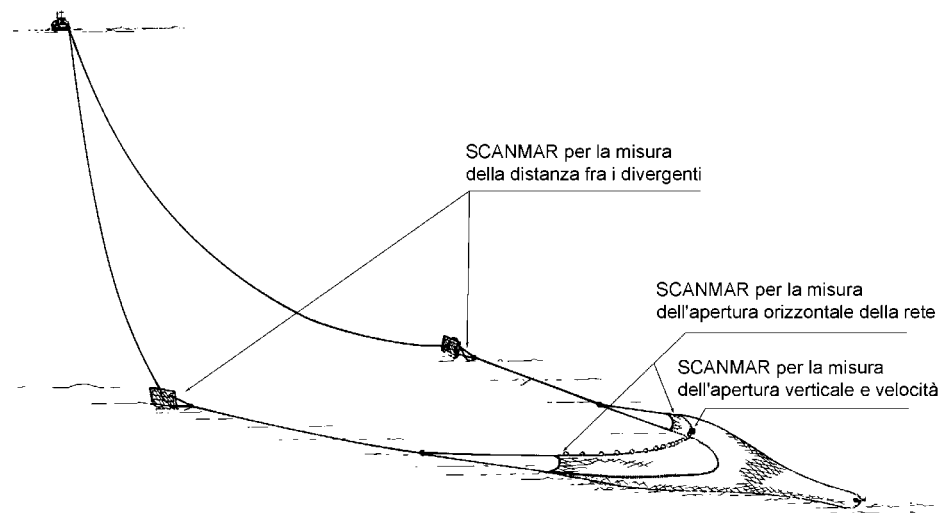 SCANMAR per la misura
della distanza fra i divergenti
SCANMAR per la misura
dell'apertura orizzontale della rete
SCANMAR per la misura
dell'apertura verticale e velocità